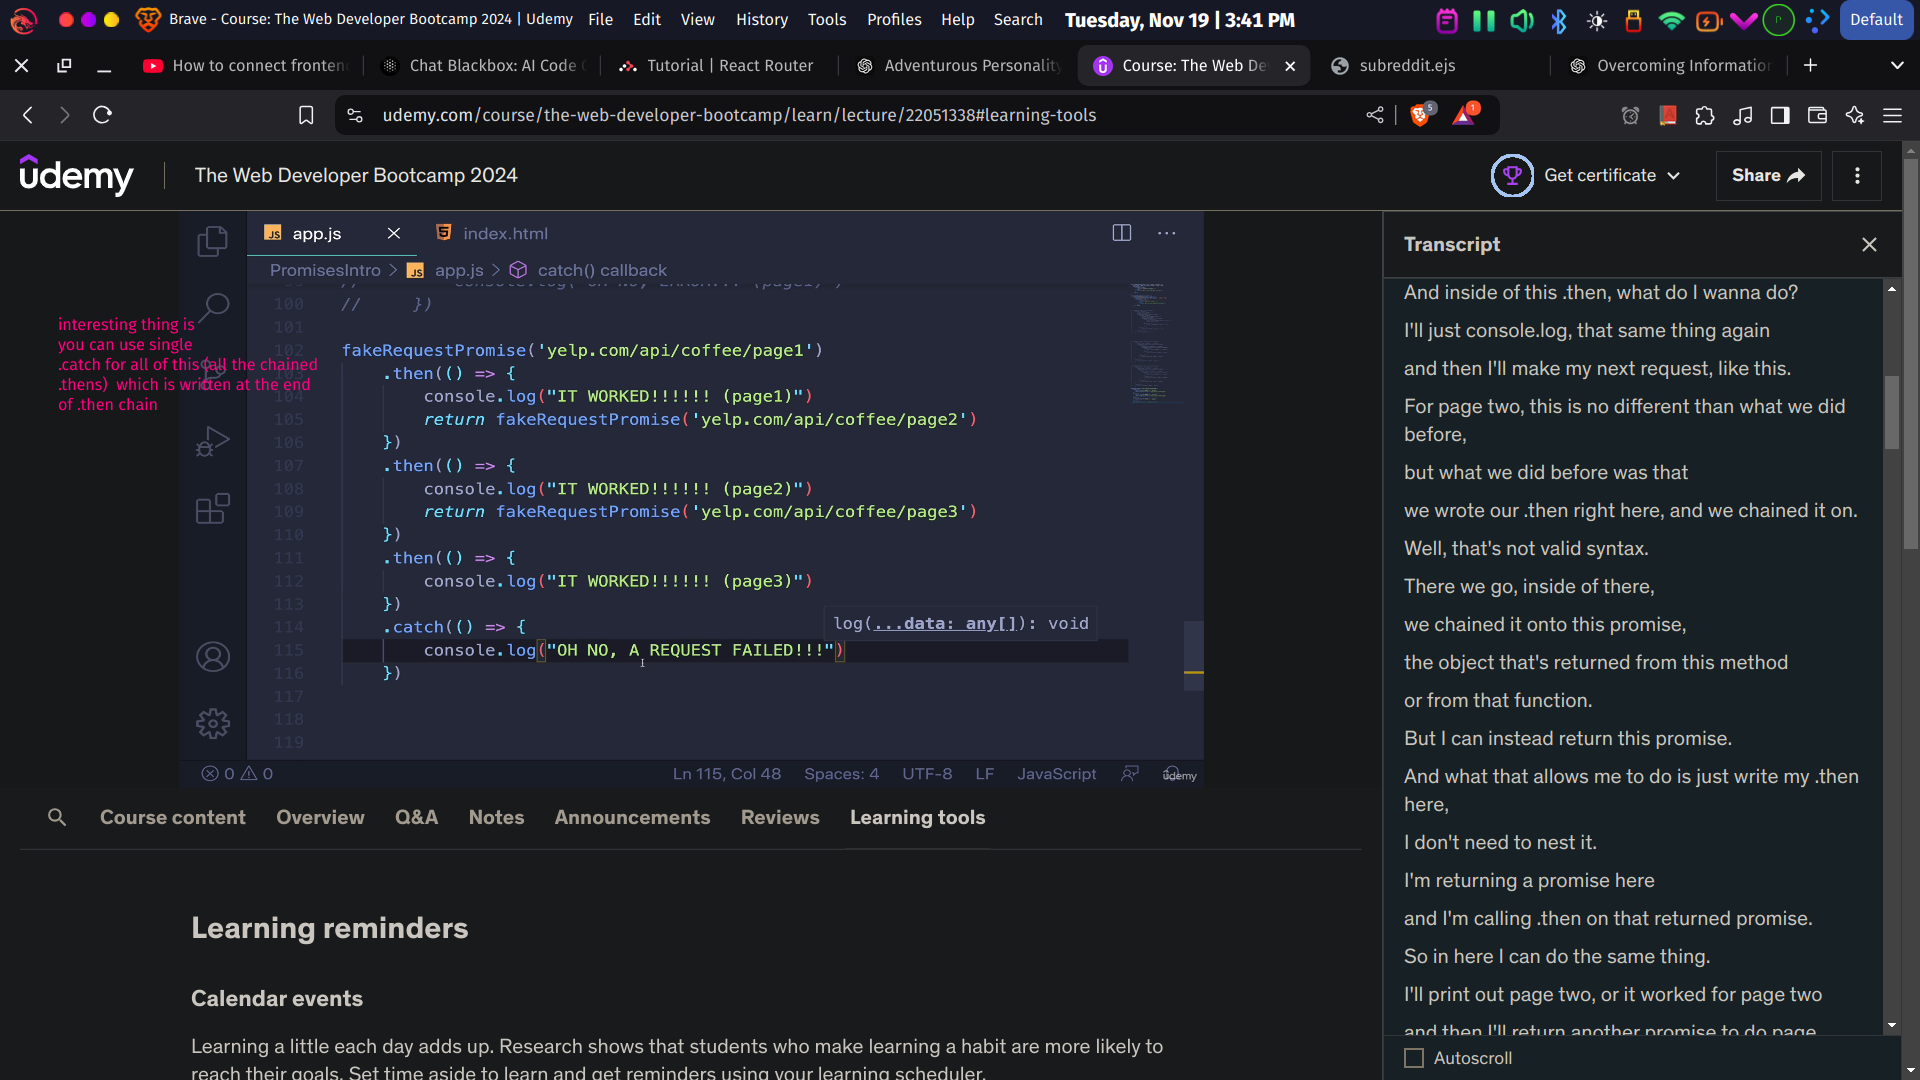 Brave - Course: The Web Developer Bootcamp 2024 | Udemy File Edit View History Tools Profiles Help Search Tuesday, Nov 19 | 3:41 PM Default
How to connect fronten Chat Blackbox: AI Code Tutorial | React Router Adventurous Personality Course: The Web De subreddit.ejs Overcoming Informatio
udemy.com/course/the-web-developer-bootcamp/learn/lecture/22051338#learning-tools 5 1
ûdemy The Web Developer Bootcamp 2024 Get certificate Share
JS app.js index.html
PromisesIntro > JS app.js > catch() callback
100 // })
101
102 fakeRequestPromise('yelp.com/api/coffee/page1')
103 .then(() => {
104 console.log("IT WORKED!!!!!! (page1)")
105 return fakeRequestPromise('yelp.com/api/coffee/page2')
106 })
107 .then(() => {
108 console.log("IT WORKED!!!!!! (page2)")
109 return fakeRequestPromise('yelp.com/api/coffee/page3')
110 })
111 .then(() => {
112 console.log("IT WORKED!!!!!! (page3)")
113 })
114 .catch(() => {
115 console.log("OH NO, A REQUEST FAILED!!!")
116 })
117
118
119
log(...data: any[]): void
0 0 Ln 115, Col 48 Spaces: 4 UTF-8 LF JavaScript udemy
interesting thing is
you can use single
.catch for all of this (all the chained
.thens) which is written at the end
of .then chain
Course content Overview Q&A Notes Announcements Reviews Learning tools
Learning reminders
Calendar events
Learning a little each day adds up. Research shows that students who make learning a habit are more likely to
reach their goals. Set time aside to learn and get reminders using your learning scheduler.
Transcript
And inside of this .then, what do I wanna do?
I'll just console.log, that same thing again
and then I'll make my next request, like this.
For page two, this is no different than what we did
before,
but what we did before was that
we wrote our .then right here, and we chained it on.
Well, that's not valid syntax.
There we go, inside of there,
we chained it onto this promise,
the object that's returned from this method
or from that function.
But I can instead return this promise.
And what that allows me to do is just write my .then
here,
I don't need to nest it.
I'm returning a promise here
and I'm calling .then on that returned promise.
So in here I can do the same thing.
I'll print out page two, or it worked for page two
and then I'll return another promise to do page
Autoscroll